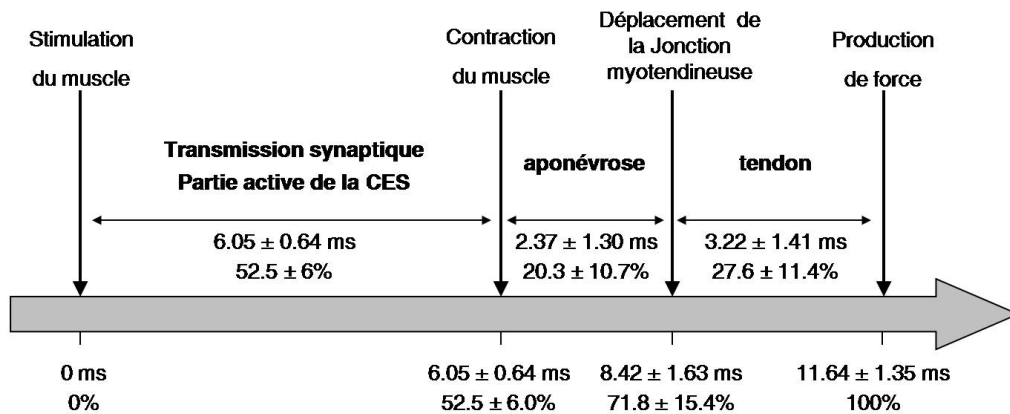 Stimulation
du muscle
Contraction
du muscle
Déplacement de
la Jonction
myotendineuse
Production
de force
Transmission synaptique
Partie active de la CES
aponévrose
tendon
6.05 ± 0.64 ms
52.5 ± 6%
2.37 ± 1.30 ms
20.3 ± 10.7%
3.22 ± 1.41 ms
27.6 ± 11.4%
0 ms
0%
6.05 ± 0.64 ms
52.5 ± 6.0%
8.42 ± 1.63 ms
71.8 ± 15.4%
11.64 ± 1.35 ms
100%